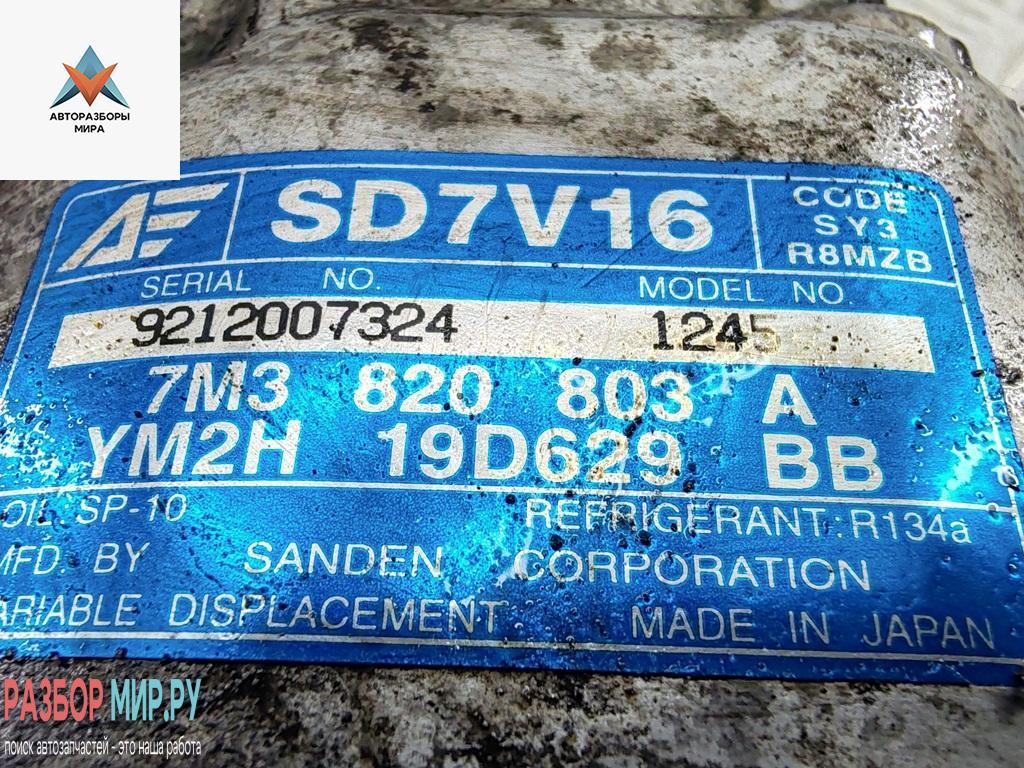 АВТОРАЗБОРЫ
МИРА
SD7V16
CODE
SY3
R8MZB
SERIAL NO. MODEL NO.
9212007324 1245
7M3 820 803 A
YM2H 19D629 BB
OIL SP-10 REFRIGERANT: R134a
MFD. BY SANDEN CORPORATION
VARIABLE DISPLACEMENT MADE IN JAPAN
РАЗБОР МИР.РУ
поиск автозапчастей - это наша работа